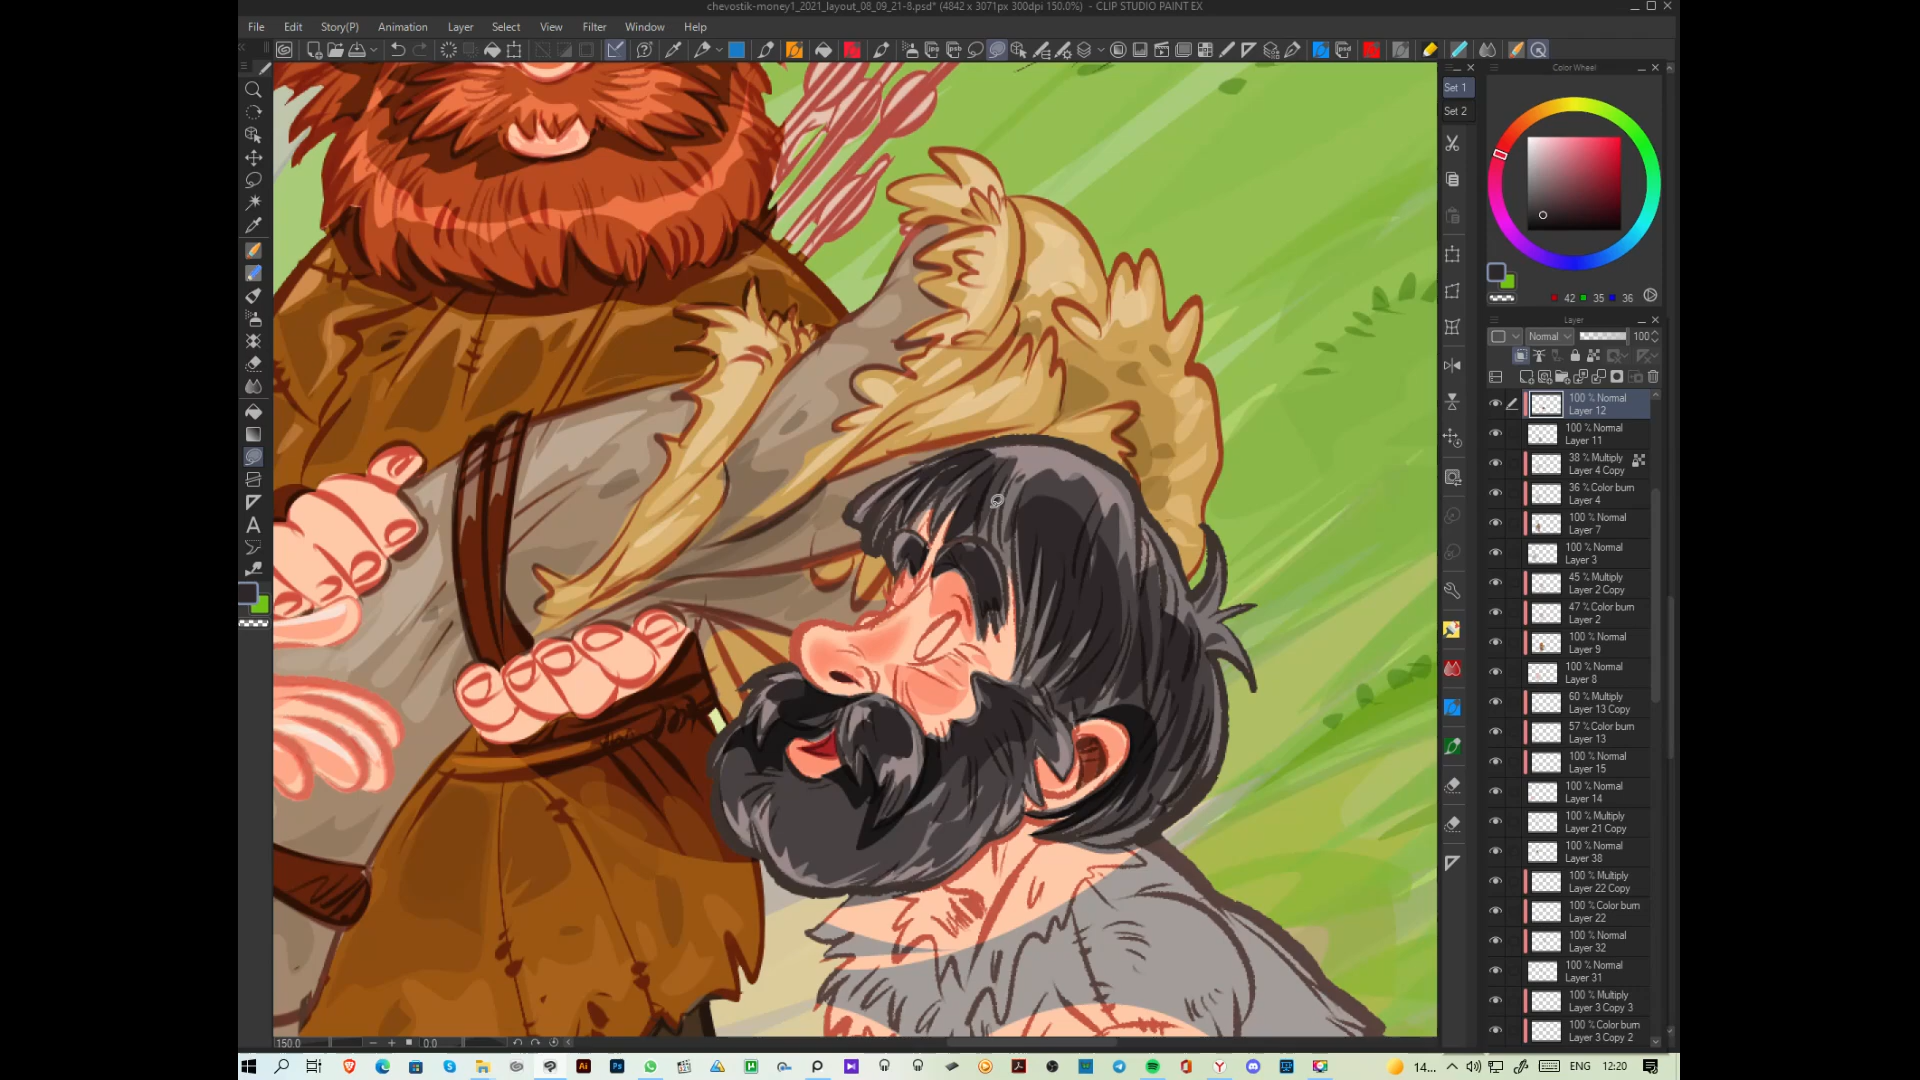 chevostik-money1_2021_layout_08_09_21-8.psd* (4842 x 3071px 300dpi 150.0%) - CLIP STUDIO PAINT EX
File Edit Story(P) Animation Layer Select View Filter Window Help
Set 1
Set 2
Color Wheel
42 35 36
Layer
Normal 100
100 % Normal
Layer 12
100 % Normal
Layer 11
38 % Multiply
Layer 4 Copy
36 % Color burn
Layer 4
100 % Normal
Layer 7
100 % Normal
Layer 3
45 % Multiply
Layer 2 Copy
47 % Color burn
Layer 2
100 % Normal
Layer 9
100 % Normal
Layer 8
60 % Multiply
Layer 13 Copy
57 % Color burn
Layer 13
100 % Normal
Layer 15
100 % Normal
Layer 14
100 % Multiply
Layer 21 Copy
100 % Normal
Layer 38
100 % Multiply
Layer 22 Copy
100 % Color burn
Layer 22
100 % Normal
Layer 32
100 % Normal
Layer 31
100 % Multiply
Layer 3 Copy 3
100 % Color burn
Layer 3 Copy 2
150.0 0.0
14... ENG 12:20